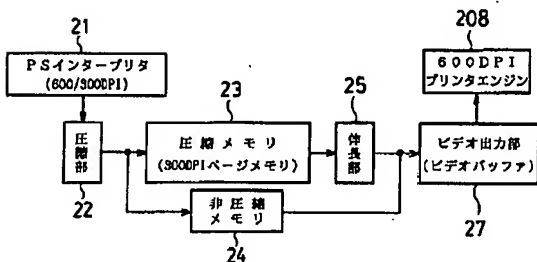 21
PSインタープリタ
(600/300DPI)
圧縮部
22
23
圧縮メモリ
(300DPIページメモリ)
25
伸長部
非圧縮
メモリ
24
208
600DPI
プリンタエンジン
ビデオ出力部
(ビデオバッファ)
27